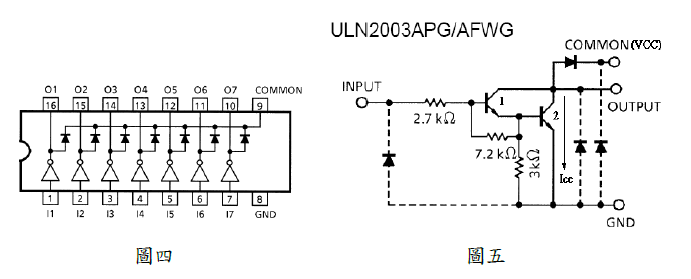 ULN2003APG/AFWG
O1 O2 O3 O4 O5 O6 O7 COMMON
16 15 14 13 12 11 10 9
1 2 3 4 5 6 7 8
I1 I2 I3 I4 I5 I6 I7 GND
圖四
COMMON(VCC)
INPUT
OUTPUT
1
2
2.7 kΩ
7.2 kΩ
3 kΩ
Icc
GND
圖五